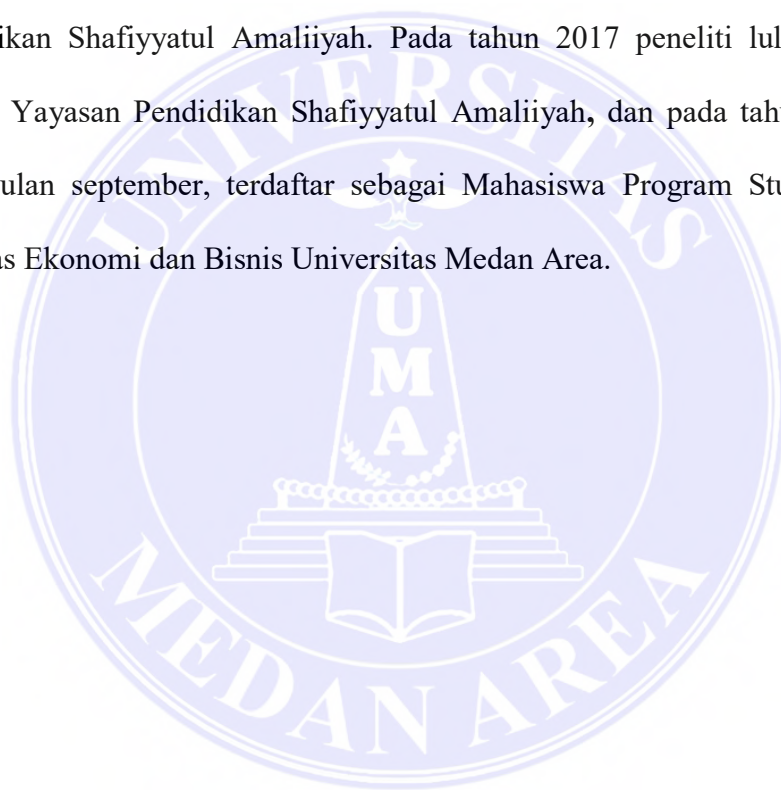 ikan Shafiyyatul Amaliiyah. Pada tahun 2017 peneliti lul
Yayasan Pendidikan Shafiyyatul Amaliiyah, dan pada tah
ulan september, terdaftar sebagai Mahasiswa Program Stu
as Ekonomi dan Bisnis Universitas Medan Area.
UNIVERSITAS
U
M
A
MEDAN AREA